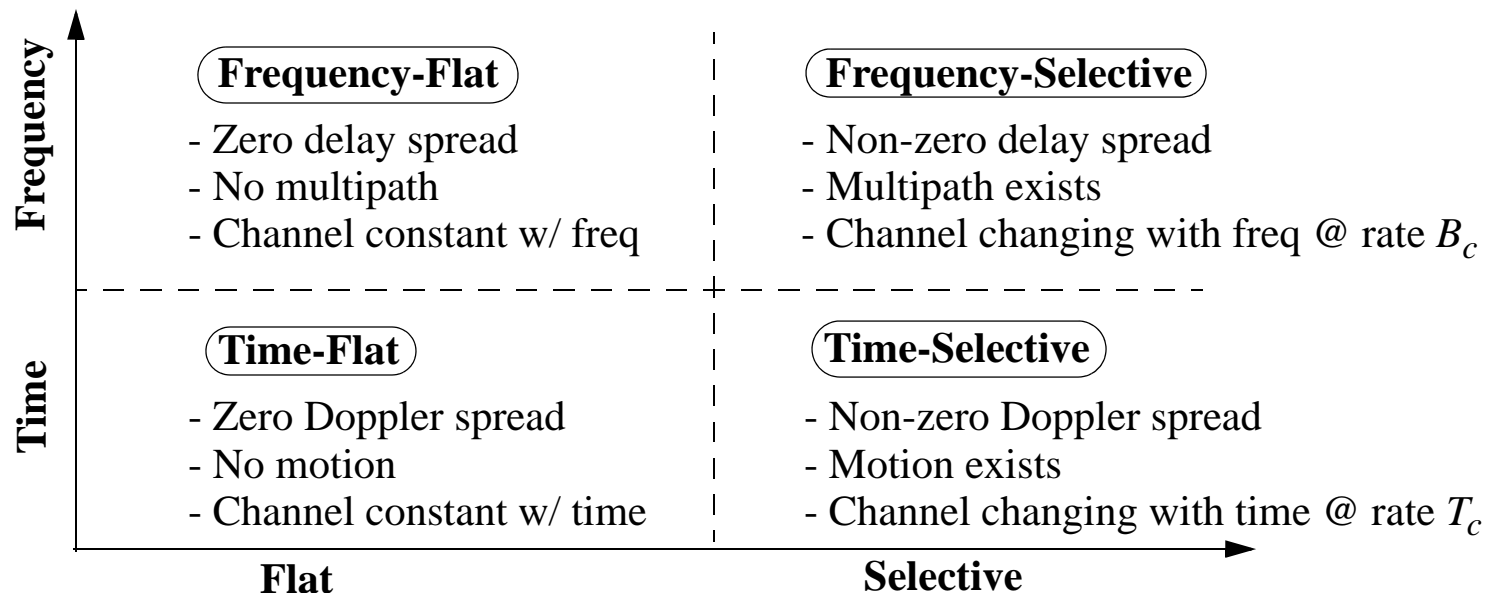 Frequency
Frequency-Flat
- Zero delay spread
- No multipath
- Channel constant w/ freq
Frequency-Selective
- Non-zero delay spread
- Multipath exists
- Channel changing with freq @ rate B_c
Time
Time-Flat
- Zero Doppler spread
- No motion
- Channel constant w/ time
Time-Selective
- Non-zero Doppler spread
- Motion exists
- Channel changing with time @ rate T_c
Flat
Selective